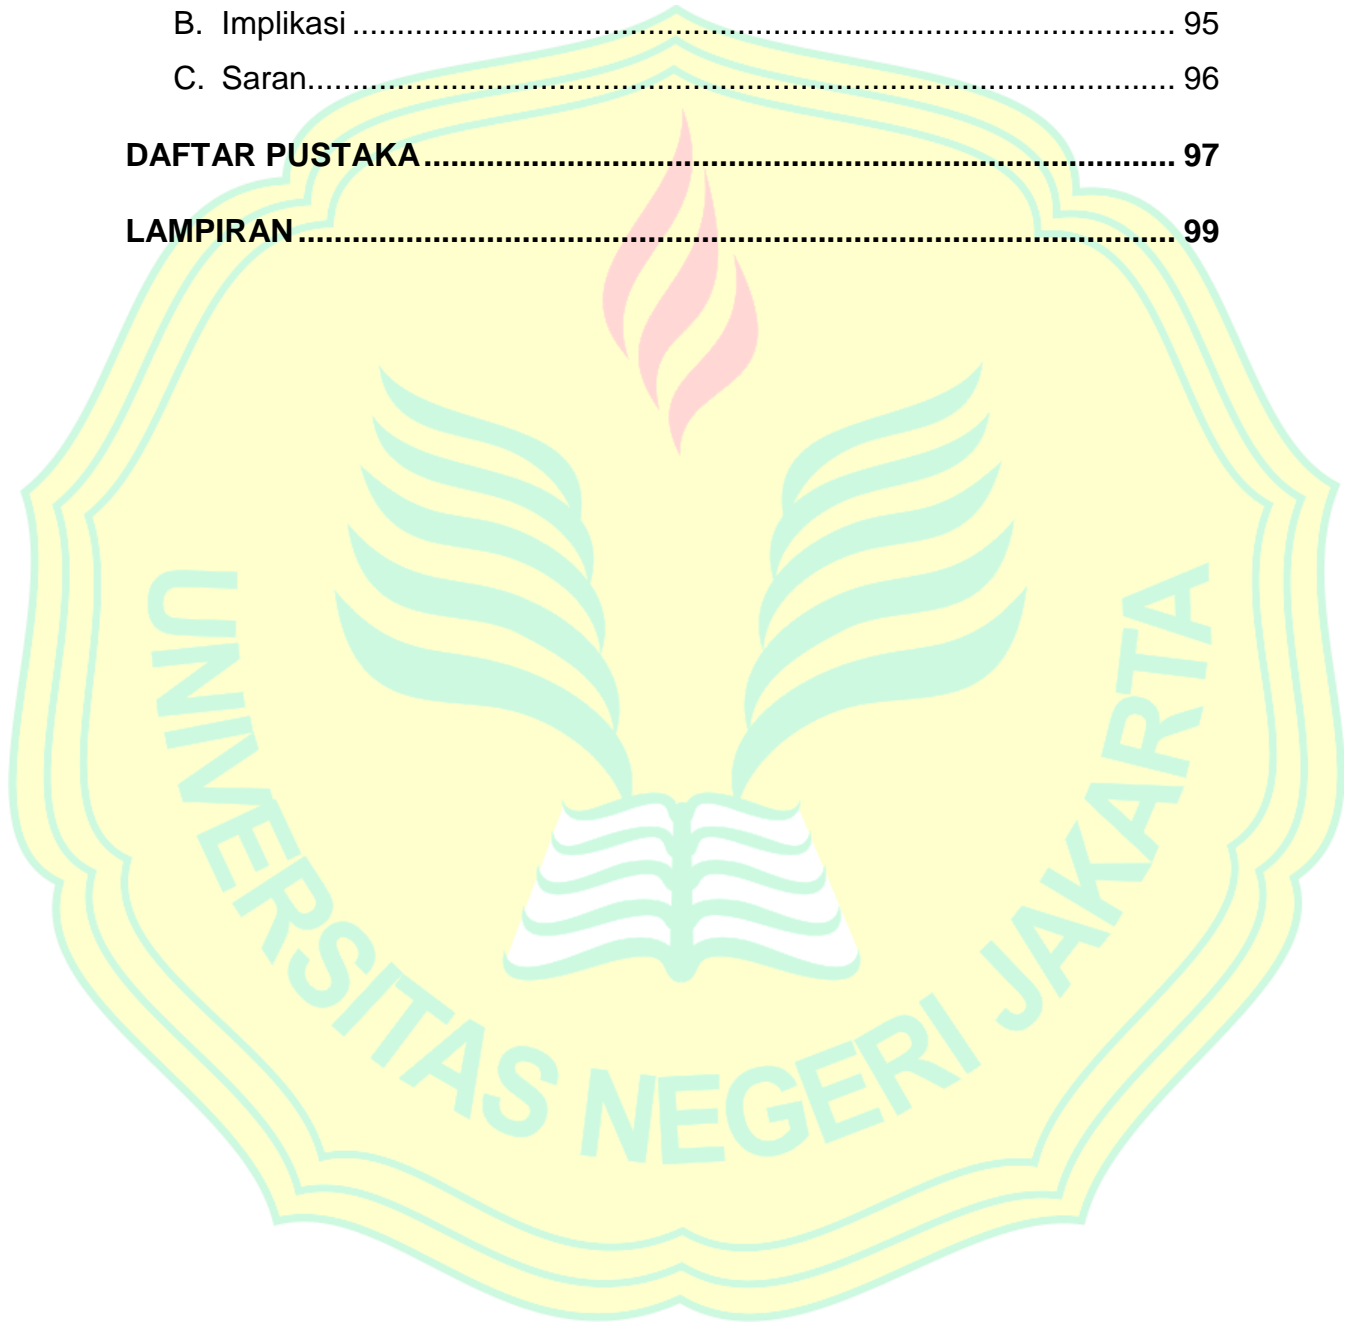 B. Implikasi ........................................................................................... 95
C. Saran................................................................................................ 96
DAFTAR PUSTAKA.................................................................................... 97
LAMPIRAN.................................................................................................. 99
UNIVERSITAS NEGERI JAKARTA